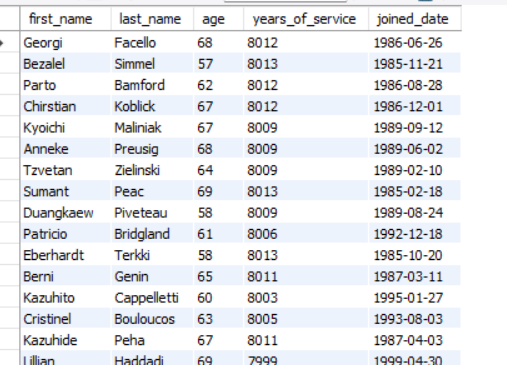 first_name last_name age years_of_service joined_date
Georgi Facello 68 8012 1986-06-26
Bezalel Simmel 57 8013 1985-11-21
Parto Bamford 62 8012 1986-08-28
Chirstian Koblick 67 8012 1986-12-01
Kyoichi Maliniak 67 8009 1989-09-12
Anneke Preusig 68 8009 1989-06-02
Tzvetan Zielinski 64 8009 1989-02-10
Sumant Peac 69 8013 1985-02-18
Duangkaew Piveteau 58 8009 1989-08-24
Patricio Bridgland 61 8006 1992-12-18
Eberhardt Terkki 58 8013 1985-10-20
Berni Genin 65 8011 1987-03-11
Kazuhito Cappelletti 60 8003 1995-01-27
Cristinel Bouloucos 63 8005 1993-08-03
Kazuhide Peha 67 8011 1987-04-03
Lillian Haddadi 69 7999 1999-04-30